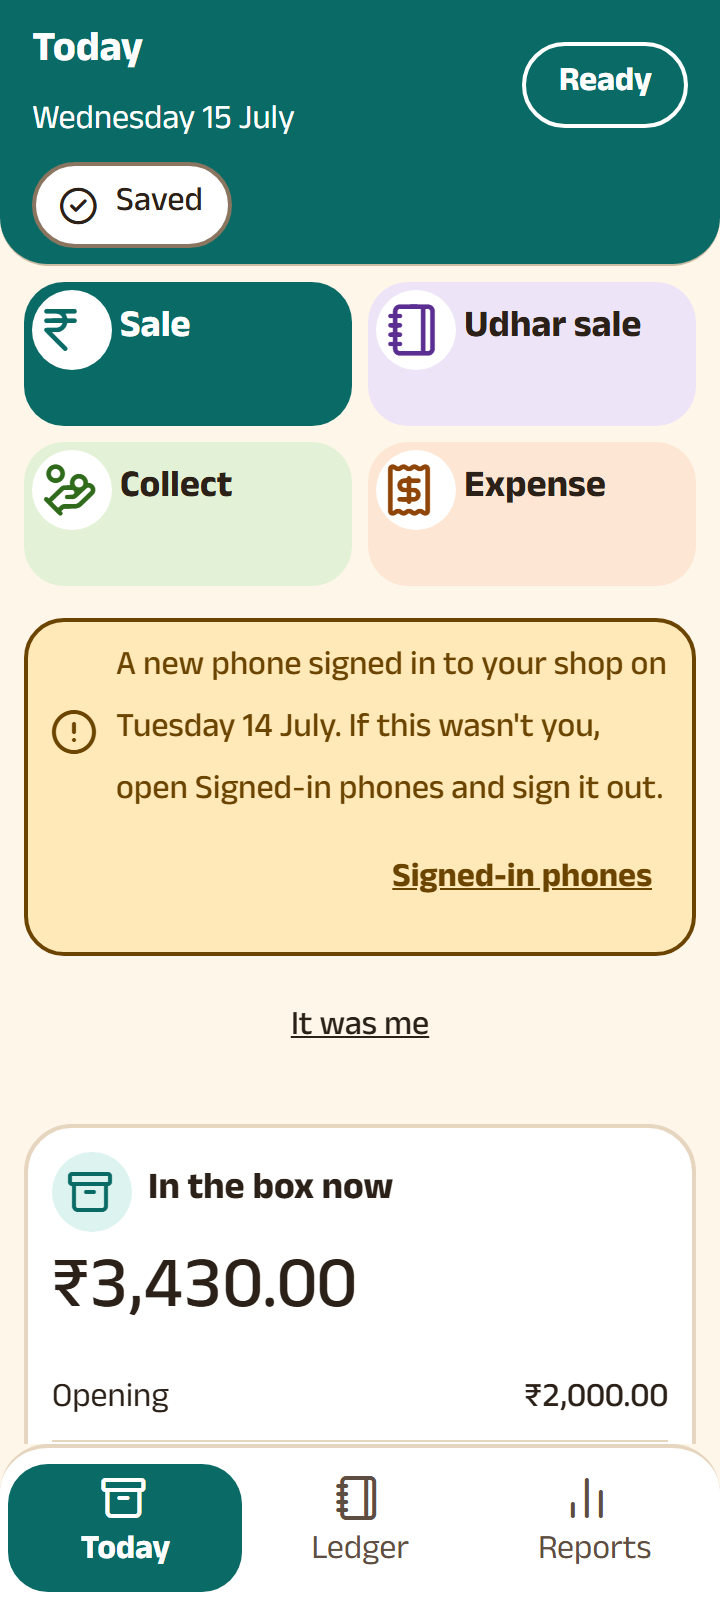 Today
Ready
Wednesday 15 July
Saved
Sale
Udhar sale
Collect
Expense
A new phone signed in to your shop on
Tuesday 14 July. If this wasn't you,
open Signed-in phones and sign it out.
Signed-in phones
It was me
In the box now
₹3,430.00
Opening ₹2,000.00
Today
Ledger
Reports